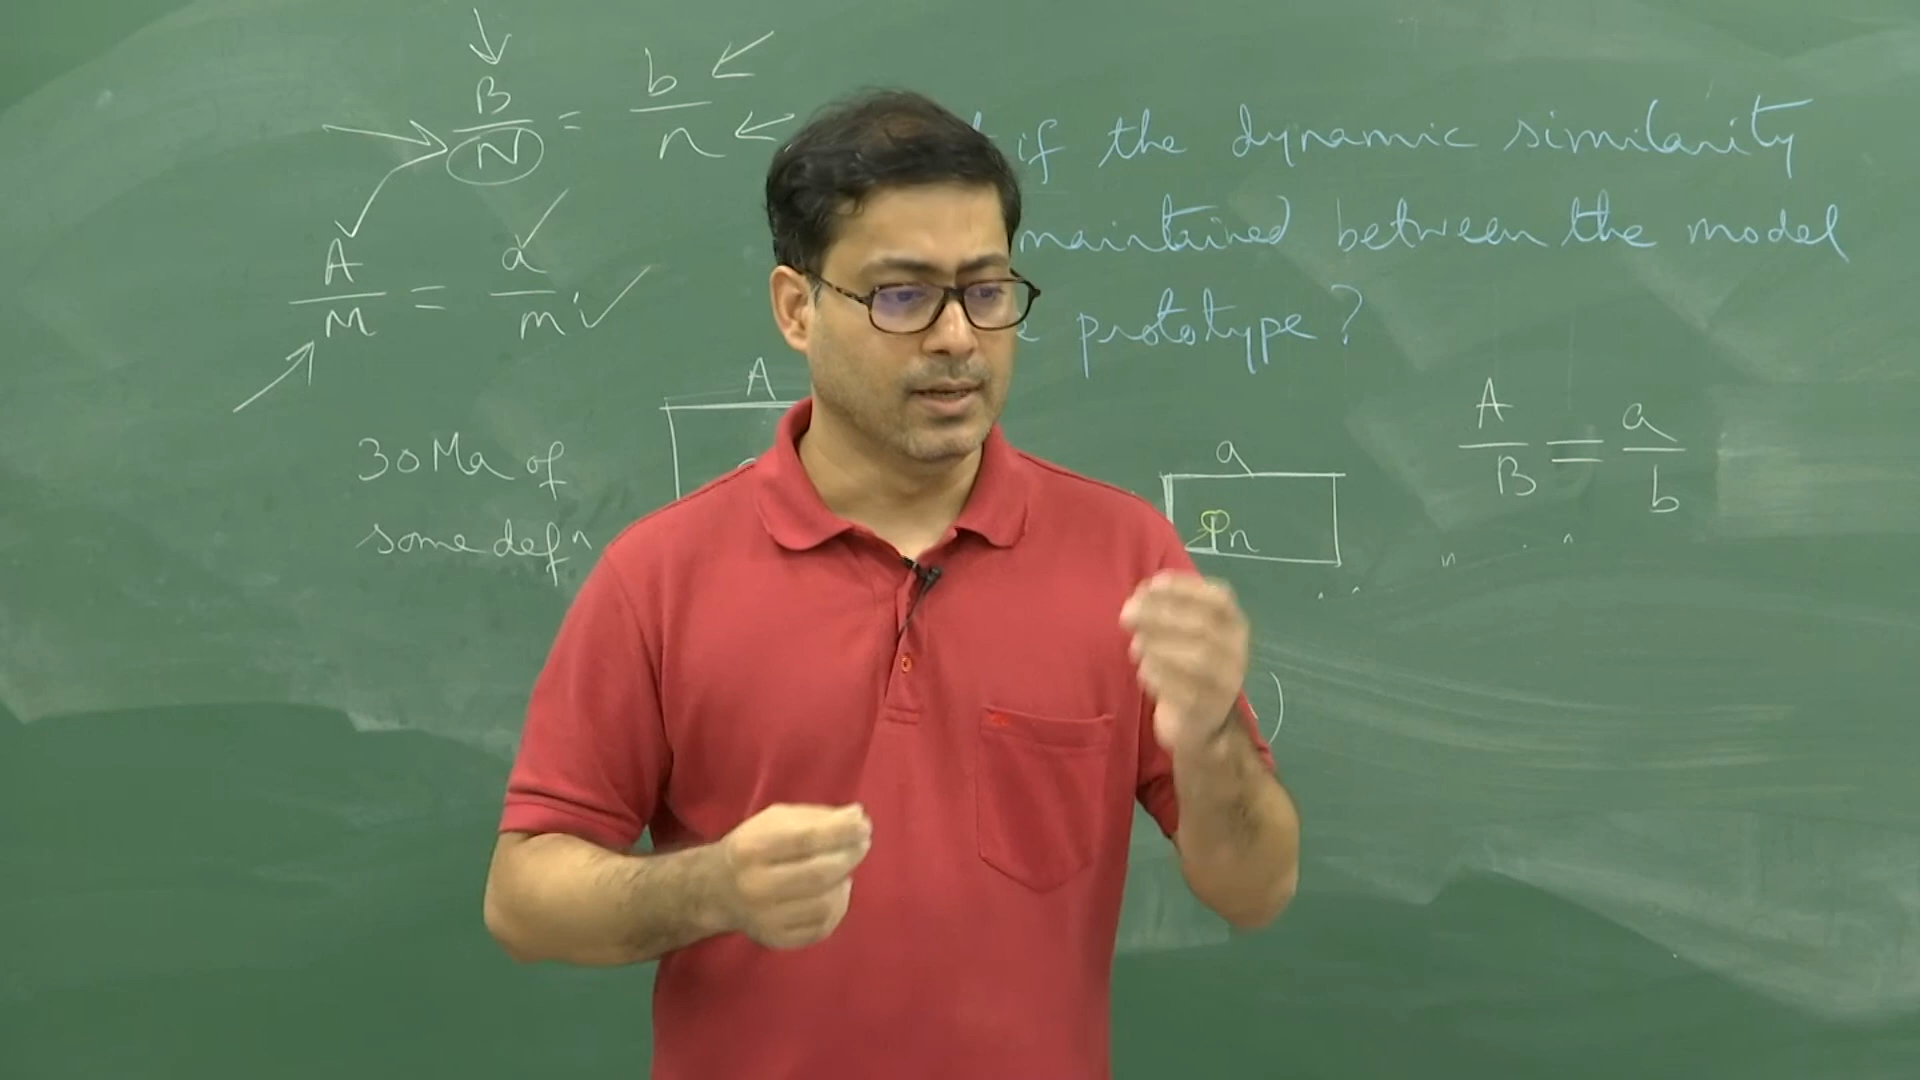 B/N = b/n
A/M = a/m
if the dynamic similarity
maintained between the model
prototype?
A
30 Ma of
some defn
a
n
A/B = a/b